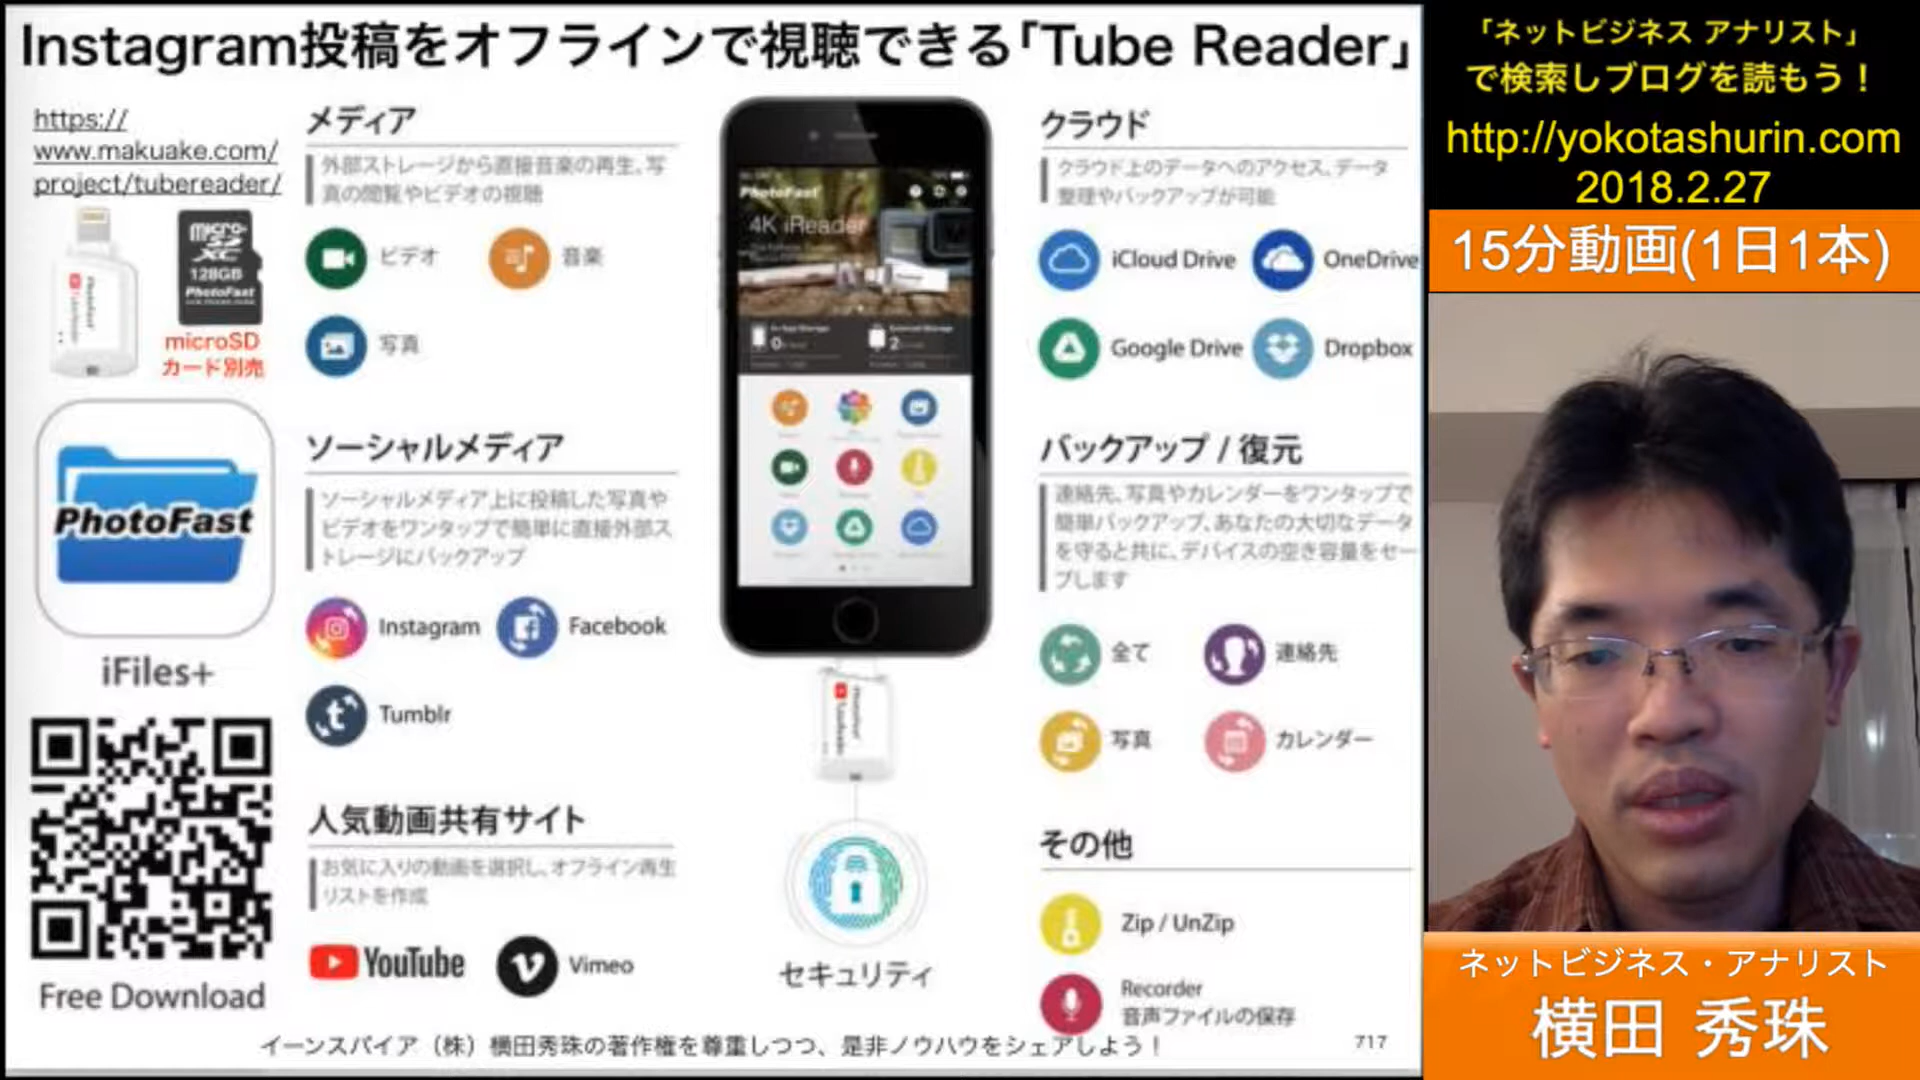 Instagram投稿をオフラインで視聴できる「Tube Reader」
https://
www.makuake.com/
project/tubereader/
micro
SD
XC
128GB
PhotoFast
microSD
カード別売
PhotoFast
iFiles+
Free Download
メディア
外部ストレージから直接音楽の再生、写
真の閲覧やビデオの視聴
ビデオ
音楽
写真
ソーシャルメディア
ソーシャルメディア上に投稿した写真や
ビデオをワンタップで簡単に直接外部ス
トレージにバックアップ
Instagram
Facebook
Tumblr
人気動画共有サイト
お気に入りの動画を選択し、オフライン再生
リストを作成
YouTube
Vimeo
PhotoFast
4K iReader
セキュリティ
クラウド
クラウド上のデータへのアクセス、データ
整理やバックアップが可能
iCloud Drive
OneDrive
Google Drive
Dropbox
バックアップ / 復元
連絡先、写真やカレンダーをワンタップで
簡単バックアップ、あなたの大切なデータ
を守ると共に、デバイスの空き容量をセー
ブします
全て
連絡先
写真
カレンダー
その他
Zip / UnZip
Recorder
音声ファイルの保存
イーンスパイア（株）横田秀珠の著作権を尊重しつつ、是非ノウハウをシェアしよう！
717
「ネットビジネス アナリスト」
で検索しブログを読もう！
http://yokotashurin.com
2018.2.27
15分動画(1日1本)
ネットビジネス・アナリスト
横田 秀珠